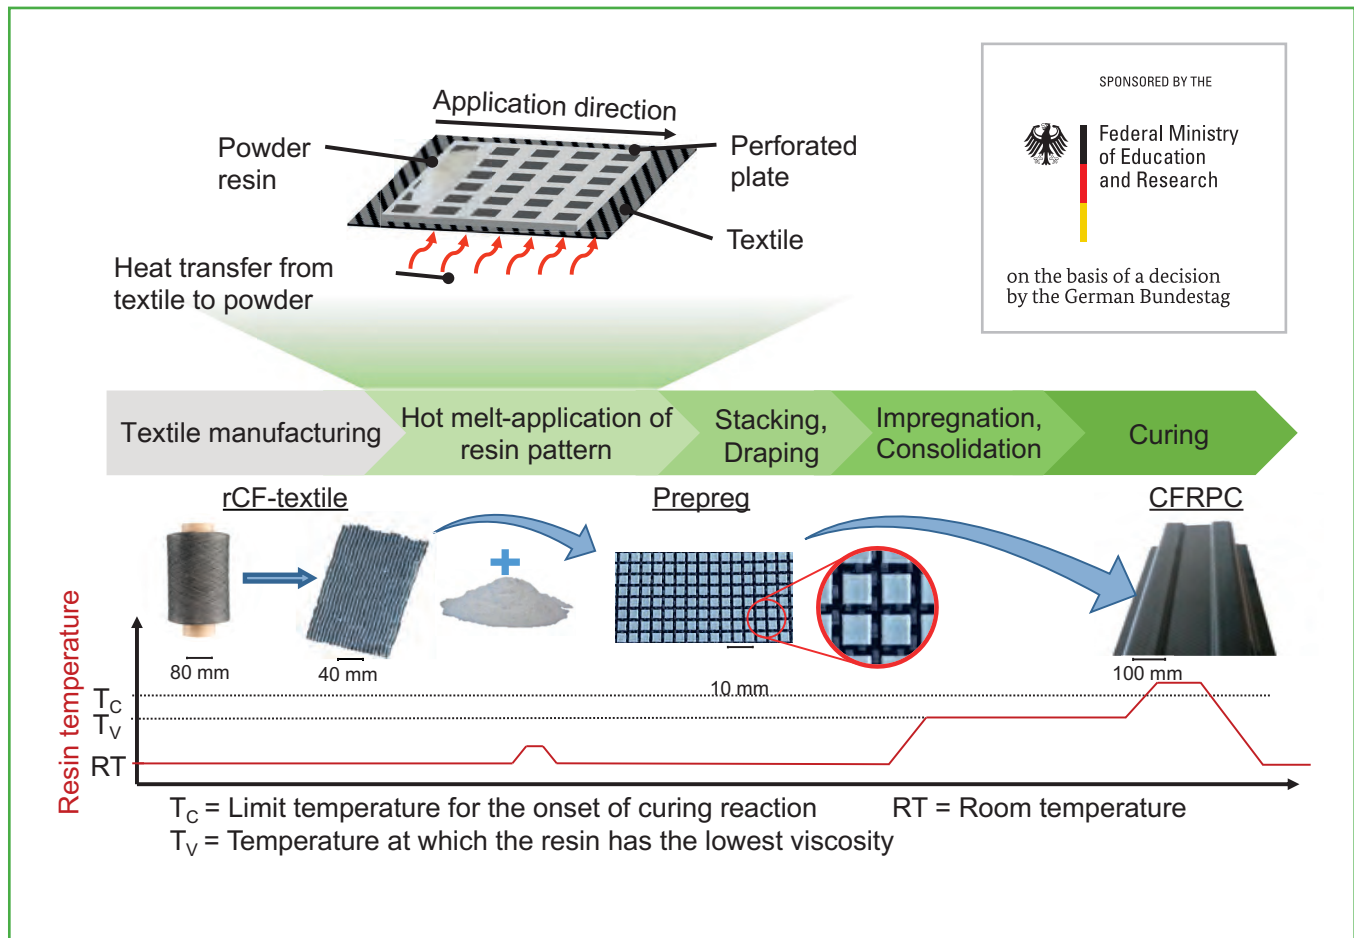 SPONSORED BY THE
Federal Ministry
of Education
and Research
on the basis of a decision
by the German Bundestag
Application direction
Powder
resin
Perforated
plate
Textile
Heat transfer from
textile to powder
Textile manufacturing
Hot melt-application of
resin pattern
Stacking,
Draping
Impregnation,
Consolidation
Curing
rCF-textile
Prepreg
CFRPC
80 mm
40 mm
10 mm
100 mm
Resin temperature
T_C
T_V
RT
T_C = Limit temperature for the onset of curing reaction
RT = Room temperature
T_V = Temperature at which the resin has the lowest viscosity